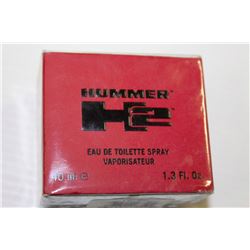 HUMMER
H2
EAU DE TOILETTE SPRAY
VAPORISATEUR
40 ml e 1.3 Fl. Oz